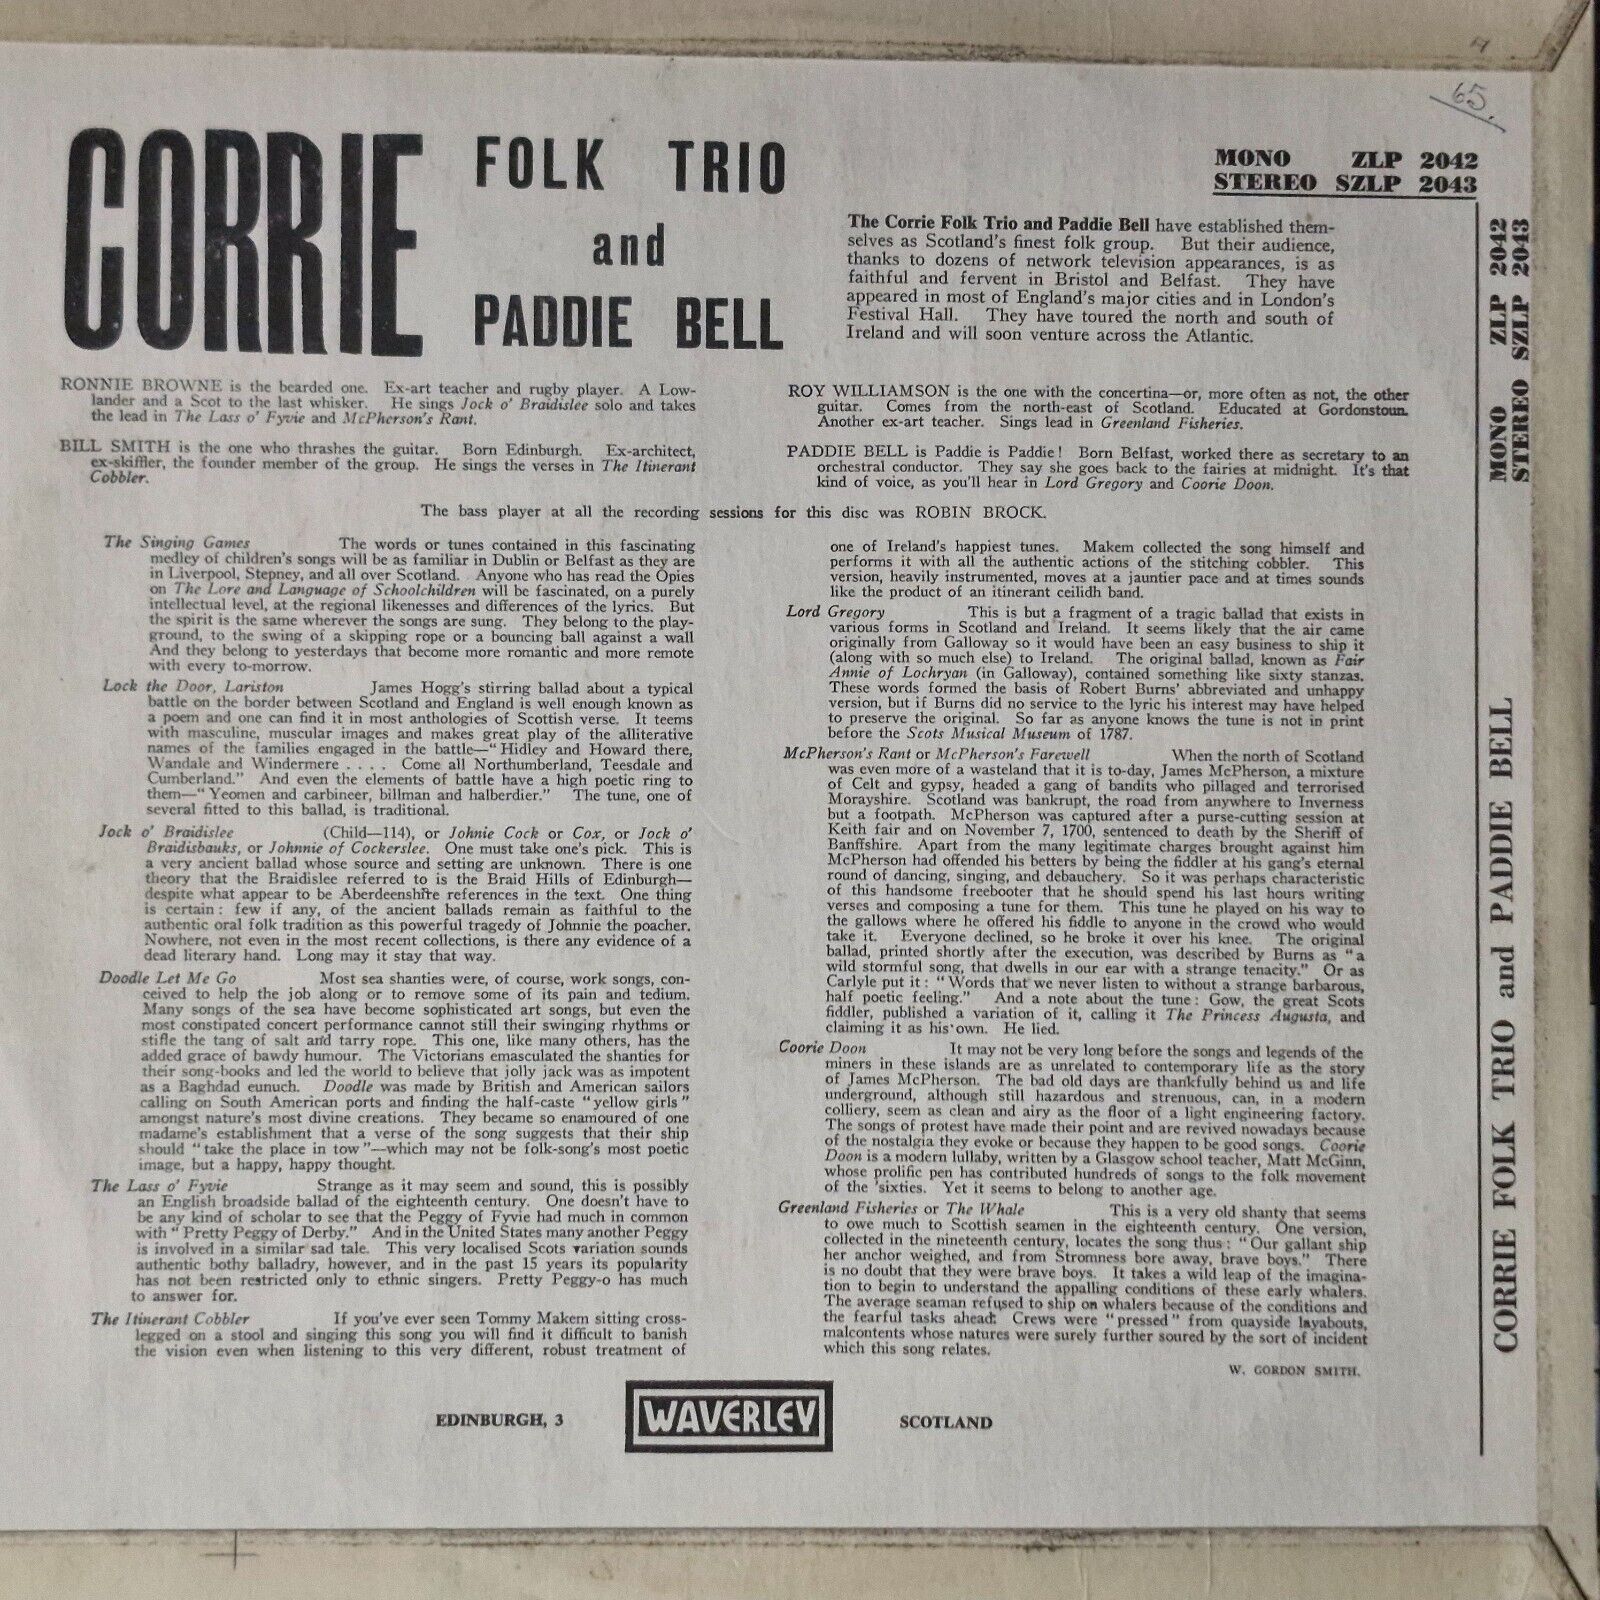 65.
CORRIE
FOLK TRIO
and
PADDIE BELL
MONO ZLP 2042
STEREO SZLP 2043
The Corrie Folk Trio and Paddie Bell have established them-
selves as Scotland's finest folk group. But their audience,
thanks to dozens of network television appearances, is as
faithful and fervent in Bristol and Belfast. They have
appeared in most of England's major cities and in London's
Festival Hall. They have toured the north and south of
Ireland and will soon venture across the Atlantic.
RONNIE BROWNE is the bearded one. Ex-art teacher and rugby player. A Low-
lander and a Scot to the last whisker. He sings Jock o' Braidislee solo and takes
the lead in The Lass o' Fyvie and McPherson's Rant.
BILL SMITH is the one who thrashes the guitar. Born Edinburgh. Ex-architect,
ex-skiffler, the founder member of the group. He sings the verses in The Itinerant
Cobbler.
ROY WILLIAMSON is the one with the concertina—or, more often as not, the other
guitar. Comes from the north-east of Scotland. Educated at Gordonstoun.
Another ex-art teacher. Sings lead in Greenland Fisheries.
PADDIE BELL is Paddie is Paddie! Born Belfast, worked there as secretary to an
orchestral conductor. They say she goes back to the fairies at midnight. It's that
kind of voice, as you'll hear in Lord Gregory and Coorie Doon.
The bass player at all the recording sessions for this disc was ROBIN BROCK.
The Singing Games The words or tunes contained in this fascinating
medley of children's songs will be as familiar in Dublin or Belfast as they are
in Liverpool, Stepney, and all over Scotland. Anyone who has read the Opies
on The Lore and Language of Schoolchildren will be fascinated, on a purely
intellectual level, at the regional likenesses and differences of the lyrics. But
the spirit is the same wherever the songs are sung. They belong to the play-
ground, to the swing of a skipping rope or a bouncing ball against a wall
And they belong to yesterdays that become more romantic and more remote
with every to-morrow.
Lock the Door, Lariston James Hogg's stirring ballad about a typical
battle on the border between Scotland and England is well enough known as
a poem and one can find it in most anthologies of Scottish verse. It teems
with masculine, muscular images and makes great play of the alliterative
names of the families engaged in the battle—"Hidley and Howard there,
Wandale and Windermere . . . . Come all Northumberland, Teesdale and
Cumberland." And even the elements of battle have a high poetic ring to
them—"Yeomen and carbineer, billman and halberdier." The tune, one of
several fitted to this ballad, is traditional.
Jock o' Braidislee (Child—114), or Johnie Cock or Cox, or Jock o'
Braidisbauks, or Johnnie of Cockerslee. One must take one's pick. This is
a very ancient ballad whose source and setting are unknown. There is one
theory that the Braidislee referred to is the Braid Hills of Edinburgh—
despite what appear to be Aberdeenshire references in the text. One thing
is certain: few if any, of the ancient ballads remain as faithful to the
authentic oral folk tradition as this powerful tragedy of Johnnie the poacher.
Nowhere, not even in the most recent collections, is there any evidence of a
dead literary hand. Long may it stay that way.
Doodle Let Me Go Most sea shanties were, of course, work songs, con-
ceived to help the job along or to remove some of its pain and tedium.
Many songs of the sea have become sophisticated art songs, but even the
most constipated concert performance cannot still their swinging rhythms or
stifle the tang of salt and tarry rope. This one, like many others, has the
added grace of bawdy humour. The Victorians emasculated the shanties for
their song-books and led the world to believe that jolly jack was as impotent
as a Baghdad eunuch. Doodle was made by British and American sailors
calling on South American ports and finding the half-caste "yellow girls"
amongst nature's most divine creations. They became so enamoured of one
madame's establishment that a verse of the song suggests that their ship
should "take the place in tow"—which may not be folk-song's most poetic
image, but a happy, happy thought.
The Lass o' Fyvie Strange as it may seem and sound, this is possibly
an English broadside ballad of the eighteenth century. One doesn't have to
be any kind of scholar to see that the Peggy of Fyvie had much in common
with "Pretty Peggy of Derby." And in the United States many another Peggy
is involved in a similar sad tale. This very localised Scots variation sounds
authentic bothy balladry, however, and in the past 15 years its popularity
has not been restricted only to ethnic singers. Pretty Peggy-o has much
to answer for.
The Itinerant Cobbler If you've ever seen Tommy Makem sitting cross-
legged on a stool and singing this song you will find it difficult to banish
the vision even when listening to this very different, robust treatment of
one of Ireland's happiest tunes. Makem collected the song himself and
performs it with all the authentic actions of the stitching cobbler. This
version, heavily instrumented, moves at a jauntier pace and at times sounds
like the product of an itinerant ceilidh band.
Lord Gregory This is but a fragment of a tragic ballad that exists in
various forms in Scotland and Ireland. It seems likely that the air came
originally from Galloway so it would have been an easy business to ship it
(along with so much else) to Ireland. The original ballad, known as Fair
Annie of Lochryan (in Galloway), contained something like sixty stanzas.
These words formed the basis of Robert Burns' abbreviated and unhappy
version, but if Burns did no service to the lyric his interest may have helped
to preserve the original. So far as anyone knows the tune is not in print
before the Scots Musical Museum of 1787.
McPherson's Rant or McPherson's Farewell When the north of Scotland
was even more of a wasteland that it is to-day, James McPherson, a mixture
of Celt and gypsy, headed a gang of bandits who pillaged and terrorised
Morayshire. Scotland was bankrupt, the road from anywhere to Inverness
but a footpath. McPherson was captured after a purse-cutting session at
Keith fair and on November 7, 1700, sentenced to death by the Sheriff of
Banffshire. Apart from the many legitimate charges brought against him
McPherson had offended his betters by being the fiddler at his gang's eternal
round of dancing, singing, and debauchery. So it was perhaps characteristic
of this handsome freebooter that he should spend his last hours writing
verses and composing a tune for them. This tune he played on his way to
the gallows where he offered his fiddle to anyone in the crowd who would
take it. Everyone declined, so he broke it over his knee. The original
ballad, printed shortly after the execution, was described by Burns as "a
wild stormful song, that dwells in our ear with a strange tenacity." Or as
Carlyle put it: "Words that we never listen to without a strange barbarous,
half poetic feeling." And a note about the tune: Gow, the great Scots
fiddler, published a variation of it, calling it The Princess Augusta, and
claiming it as his own. He lied.
Coorie Doon It may not be very long before the songs and legends of the
miners in these islands are as unrelated to contemporary life as the story
of James McPherson. The bad old days are thankfully behind us and life
underground, although still hazardous and strenuous, can, in a modern
colliery, seem as clean and airy as the floor of a light engineering factory.
The songs of protest have made their point and are revived nowadays because
of the nostalgia they evoke or because they happen to be good songs. Coorie
Doon is a modern lullaby, written by a Glasgow school teacher, Matt McGinn,
whose prolific pen has contributed hundreds of songs to the folk movement
of the 'sixties. Yet it seems to belong to another age.
Greenland Fisheries or The Whale This is a very old shanty that seems
to owe much to Scottish seamen in the eighteenth century. One version,
collected in the nineteenth century, locates the song thus: "Our gallant ship
her anchor weighed, and from Stromness bore away, brave boys." There
is no doubt that they were brave boys. It takes a wild leap of the imagina-
tion to begin to understand the appalling conditions of these early whalers.
The average seaman refused to ship on whalers because of the conditions and
the fearful tasks ahead: Crews were "pressed" from quayside layabouts,
malcontents whose natures were surely further soured by the sort of incident
which this song relates.
W. GORDON SMITH.
EDINBURGH, 3
WAVERLEY
SCOTLAND
MONO ZLP 2042
STEREO SZLP 2043
CORRIE FOLK TRIO and PADDIE BELL